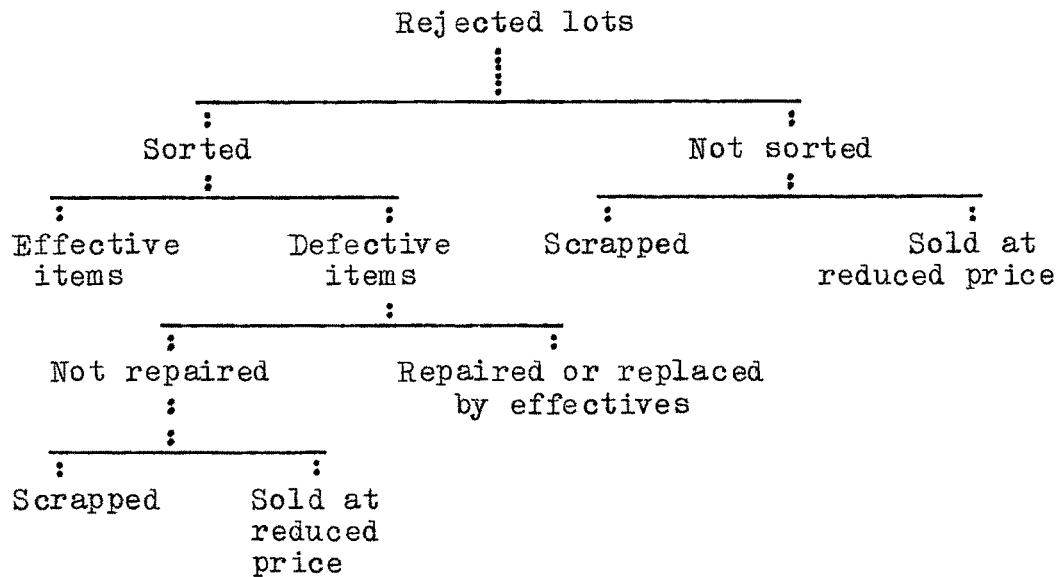 Rejected lots
Sorted
Not sorted
Effective items
Defective items
Scrapped
Sold at
reduced price
Not repaired
Repaired or replaced
by effectives
Scrapped
Sold at
reduced
price